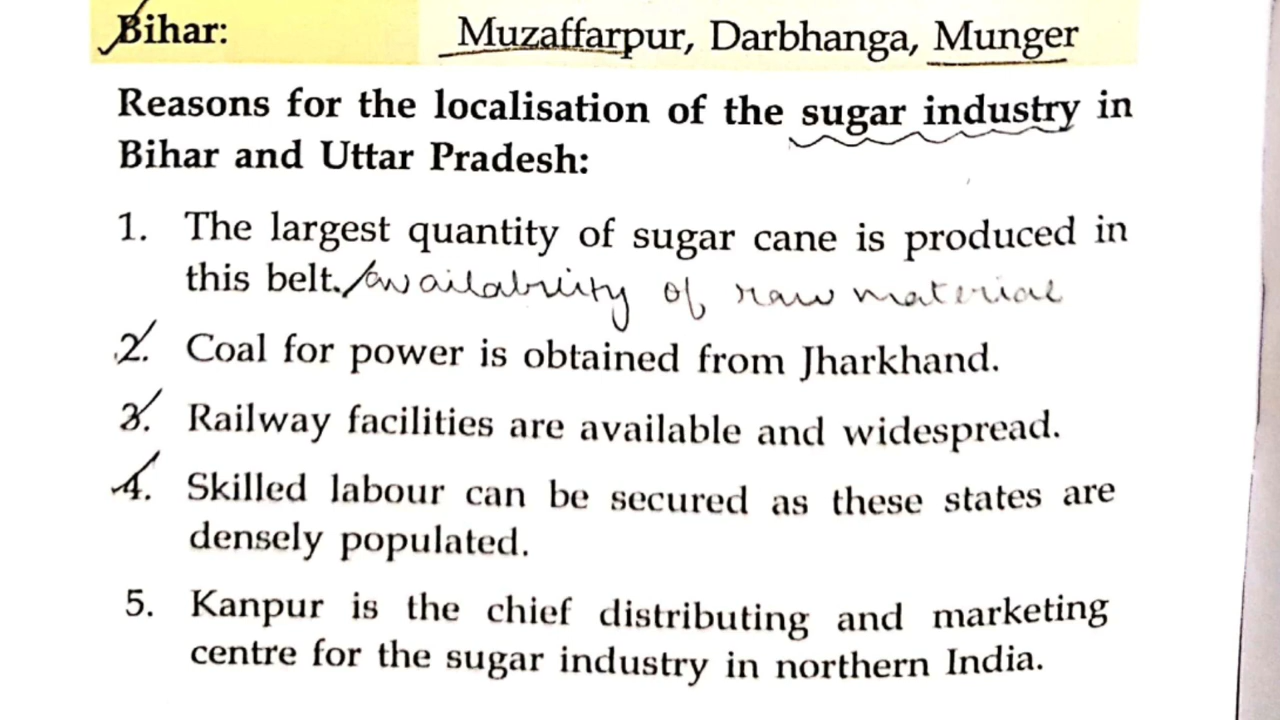 Bihar: Muzaffarpur, Darbhanga, Munger
Reasons for the localisation of the sugar industry in
Bihar and Uttar Pradesh:
1. The largest quantity of sugar cane is produced in
this belt. / availability of raw material
2. Coal for power is obtained from Jharkhand.
3. Railway facilities are available and widespread.
4. Skilled labour can be secured as these states are
densely populated.
5. Kanpur is the chief distributing and marketing
centre for the sugar industry in northern India.